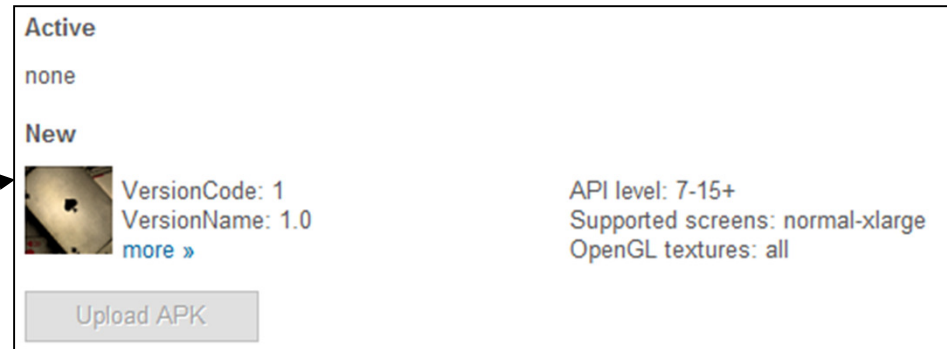 Active
none
New
VersionCode: 1
VersionName: 1.0
more »
API level: 7-15+
Supported screens: normal-xlarge
OpenGL textures: all
Upload APK